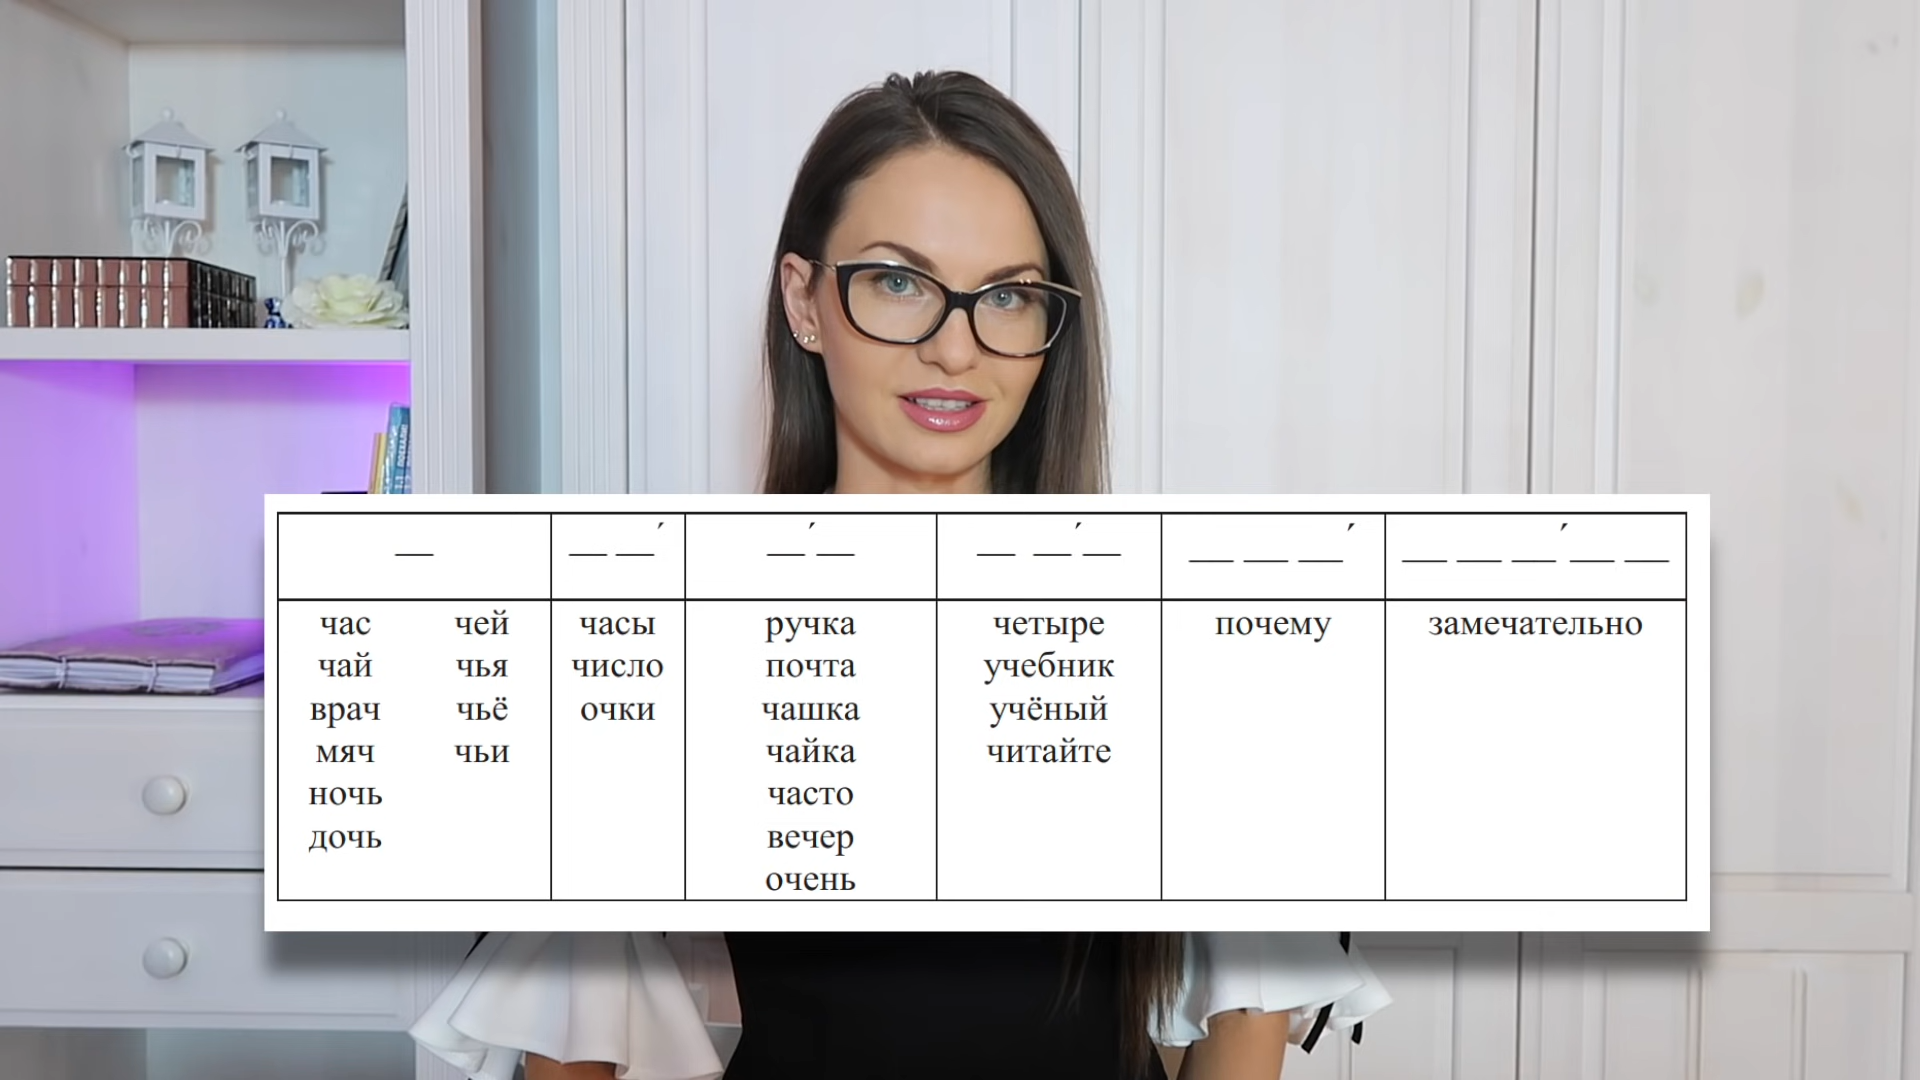 час чей часы ручка четыре почему замечательно
чай чья число почта учебник
врач чьё очки чашка учёный
мяч чьи чайка читайте
ночь часто
дочь вечер
очень